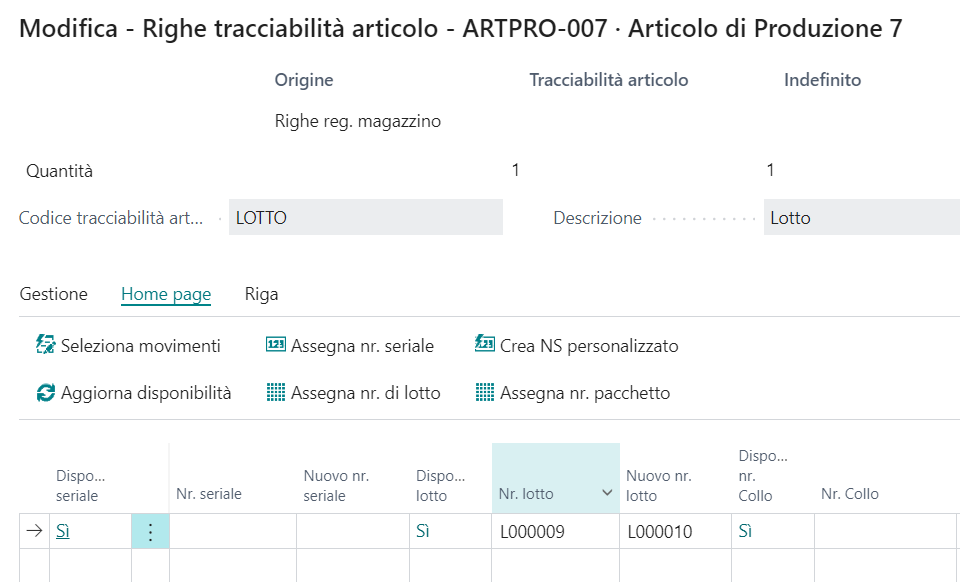 Modifica - Righe tracciabilità articolo - ARTPRO-007 · Articolo di Produzione 7
Origine Tracciabilità articolo Indefinito
Righe reg. magazzino
Quantità 1 1
Codice tracciabilità art... LOTTO Descrizione Lotto
Gestione Home page Riga
Seleziona movimenti Assegna nr. seriale Crea NS personalizzato
Aggiorna disponibilità Assegna nr. di lotto Assegna nr. pacchetto
Dispo... seriale Nr. seriale Nuovo nr. seriale Dispo... lotto Nr. lotto Nuovo nr. lotto Dispo... nr. Collo Nr. Collo
Sì Sì L000009 L000010 Sì